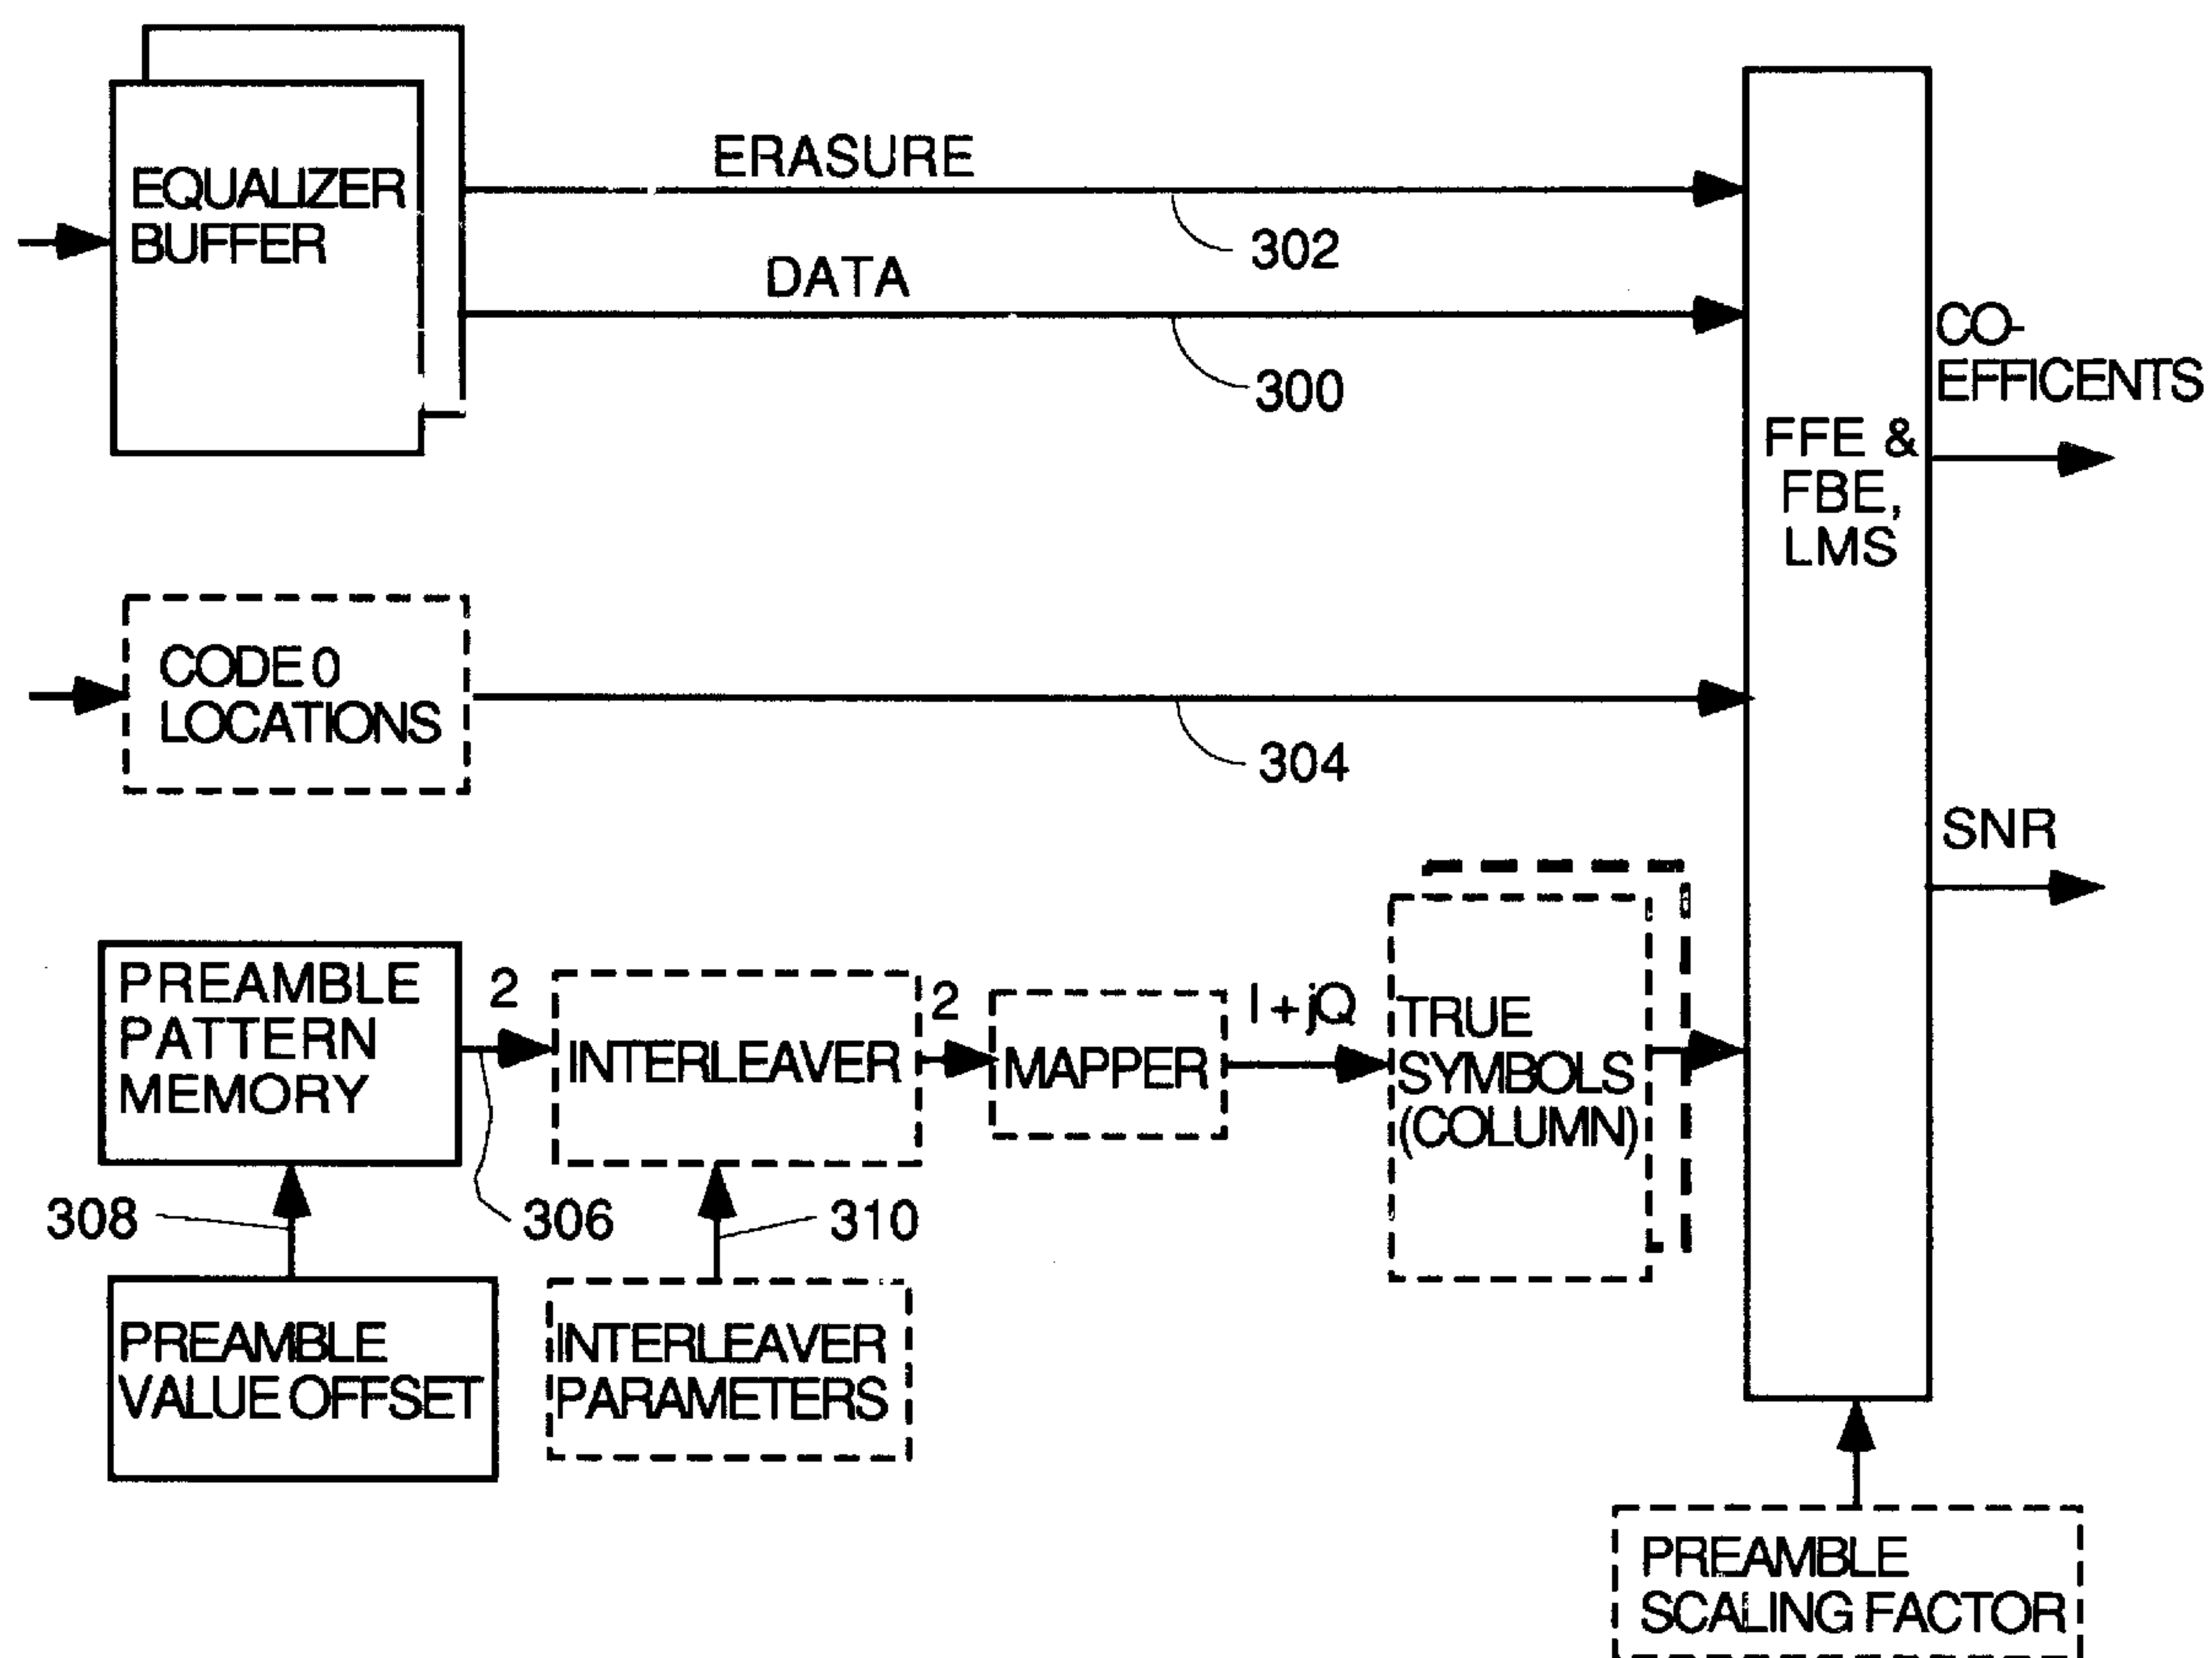 EQUALIZER
BUFFER
ERASURE
302
DATA
300
CO-
EFFICENTS
FFE &
FBE,
LMS
CODE 0
LOCATIONS
304
SNR
PREAMBLE
PATTERN
MEMORY
2
INTERLEAVER
2
MAPPER
I + jQ
TRUE
SYMBOLS
(COLUMN)
308
306
310
PREAMBLE
VALUE OFFSET
INTERLEAVER
PARAMETERS
PREAMBLE
SCALING FACTOR